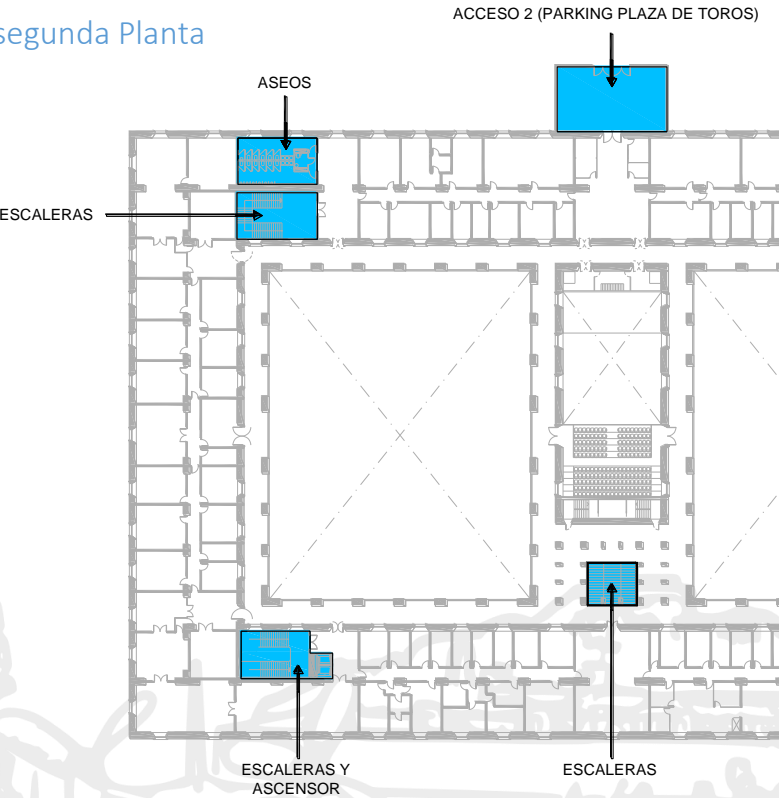 segunda Planta
ACCESO 2 (PARKING PLAZA DE TOROS)
ASEOS
ESCALERAS
ESCALERAS Y
ASCENSOR
ESCALERAS